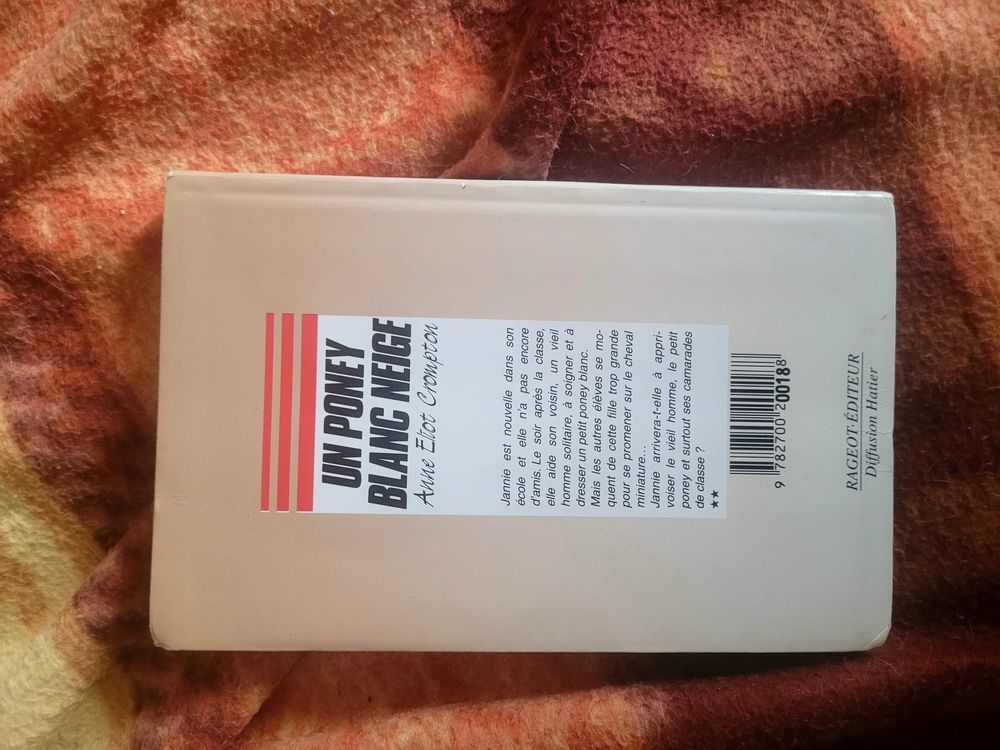 UN PONEY
BLANC NEIGE
Anne Eliot Crompton
Jannie est nouvelle dans son
école et elle n'a pas encore
d'amis. Le soir après la classe,
elle aide son voisin, un vieil
homme solitaire, à soigner et à
dresser un petit poney blanc.
Mais les autres élèves se mo-
quent de cette fille trop grande
pour se promener sur le cheval
miniature...
Jannie arrivera-t-elle à appri-
voiser le vieil homme, le petit
poney et surtout ses camarades
de classe ?
★★
9 782700 200188
RAGEOT-ÉDITEUR
Diffusion Hatier